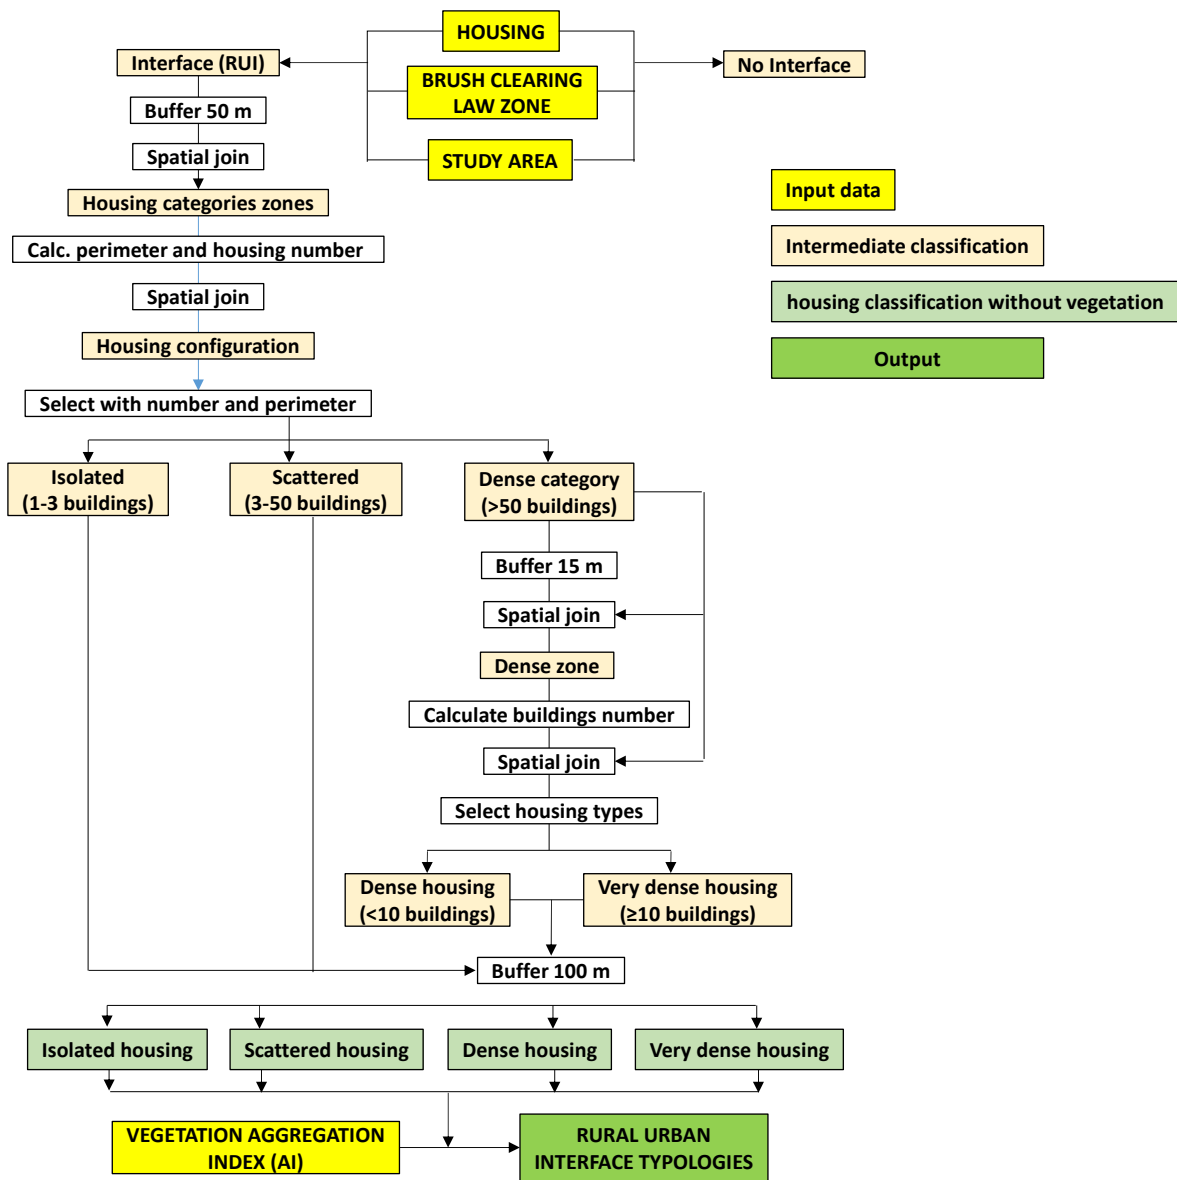 HOUSING
Interface (RUI)
No Interface
BRUSH CLEARING
LAW ZONE
Buffer 50 m
Spatial join
STUDY AREA
Input data
Housing categories zones
Calc. perimeter and housing number
Intermediate classification
Spatial join
housing classification without vegetation
Housing configuration
Output
Select with number and perimeter
Isolated
(1-3 buildings)
Scattered
(3-50 buildings)
Dense category
(>50 buildings)
Buffer 15 m
Spatial join
Dense zone
Calculate buildings number
Spatial join
Select housing types
Dense housing
(<10 buildings)
Very dense housing
(≥10 buildings)
Buffer 100 m
Isolated housing
Scattered housing
Dense housing
Very dense housing
VEGETATION AGGREGATION
INDEX (AI)
RURAL URBAN
INTERFACE TYPOLOGIES